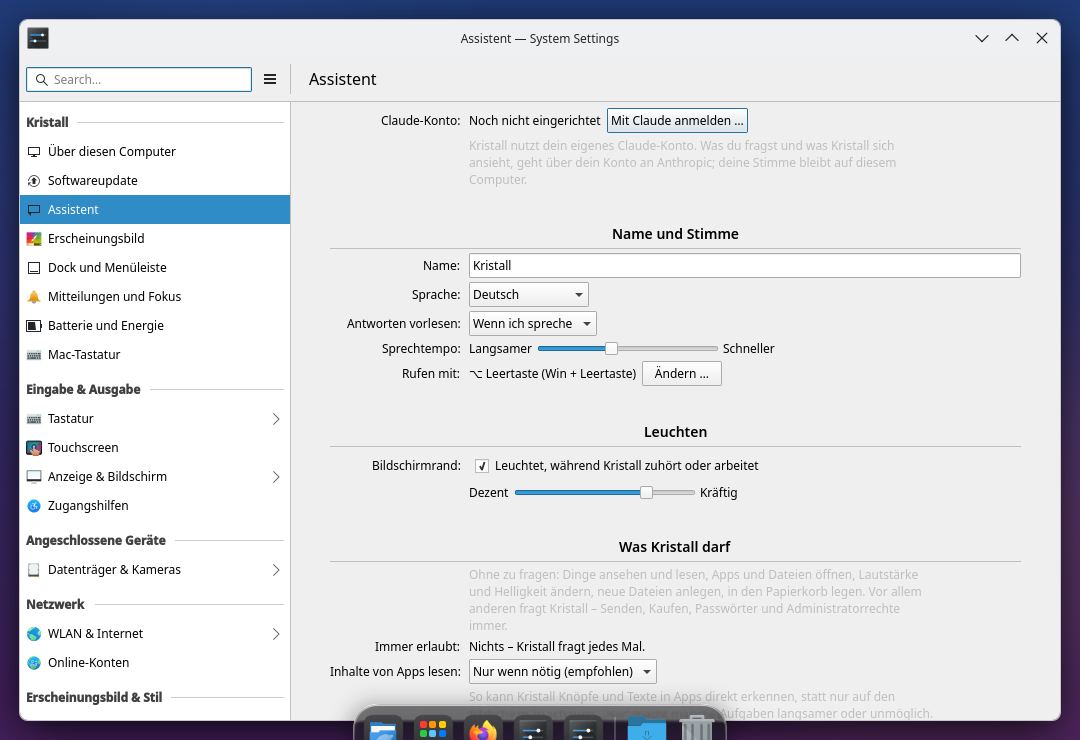 Assistent — System Settings
Search...
Assistent
Kristall
Über diesen Computer
Softwareupdate
Assistent
Erscheinungsbild
Dock und Menüleiste
Mitteilungen und Fokus
Batterie und Energie
Mac-Tastatur
Eingabe & Ausgabe
Tastatur
Touchscreen
Anzeige & Bildschirm
Zugangshilfen
Angeschlossene Geräte
Datenträger & Kameras
Netzwerk
WLAN & Internet
Online-Konten
Erscheinungsbild & Stil
Claude-Konto: Noch nicht eingerichtet Mit Claude anmelden ...
Kristall nutzt dein eigenes Claude-Konto. Was du fragst und was Kristall sich
ansieht, geht über dein Konto an Anthropic; deine Stimme bleibt auf diesem
Computer.
Name und Stimme
Name: Kristall
Sprache: Deutsch
Antworten vorlesen: Wenn ich spreche
Sprechtempo: Langsamer Schneller
Rufen mit: ⌥ Leertaste (Win + Leertaste) Ändern ...
Leuchten
Bildschirmrand: Leuchtet, während Kristall zuhört oder arbeitet
Dezent Kräftig
Was Kristall darf
Ohne zu fragen: Dinge ansehen und lesen, Apps und Dateien öffnen, Lautstärke
und Helligkeit ändern, neue Dateien anlegen, in den Papierkorb legen. Vor allem
anderen fragt Kristall – Senden, Kaufen, Passwörter und Administratorrechte
immer.
Immer erlaubt: Nichts – Kristall fragt jedes Mal.
Inhalte von Apps lesen: Nur wenn nötig (empfohlen)
So kann Kristall Knöpfe und Texte in Apps direkt erkennen, statt nur auf den
Aufgaben langsamer oder unmöglich.